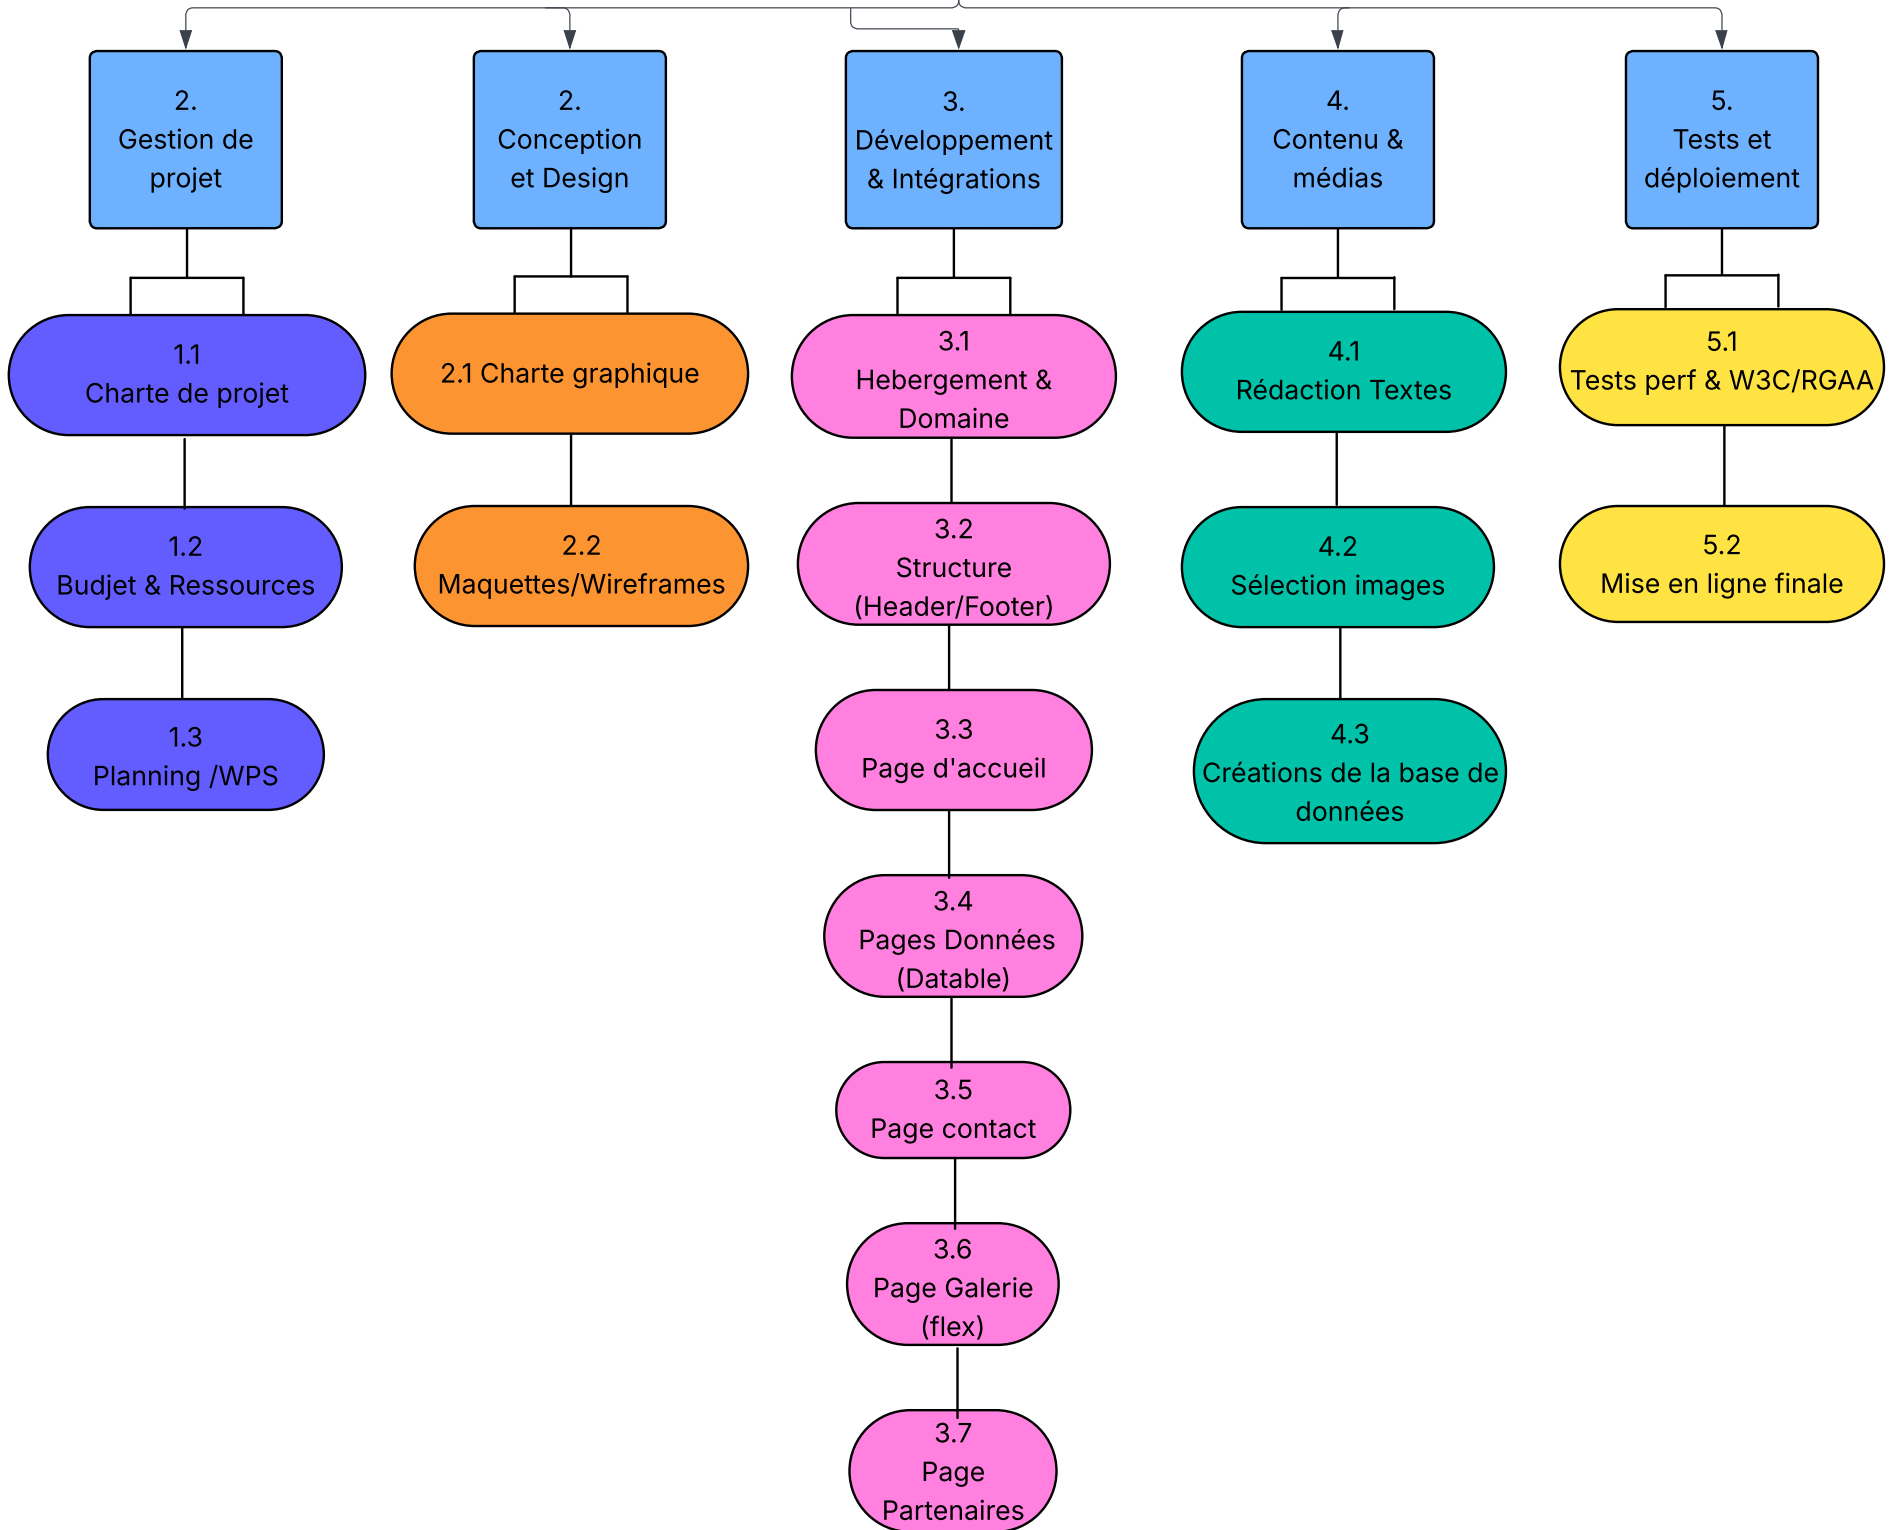 2.
Gestion de
projet
2.
Conception
et Design
3.
Développement
& Intégrations
4.
Contenu &
médias
5.
Tests et
déploiement
1.1
Charte de projet
2.1 Charte graphique
3.1
Hebergement &
Domaine
4.1
Rédaction Textes
5.1
Tests perf & W3C/RGAA
1.2
Budjet & Ressources
2.2
Maquettes/Wireframes
3.2
Structure
(Header/Footer)
4.2
Sélection images
5.2
Mise en ligne finale
1.3
Planning /WPS
3.3
Page d'accueil
4.3
Créations de la base de
données
3.4
Pages Données
(Datable)
3.5
Page contact
3.6
Page Galerie
(flex)
3.7
Page
Partenaires